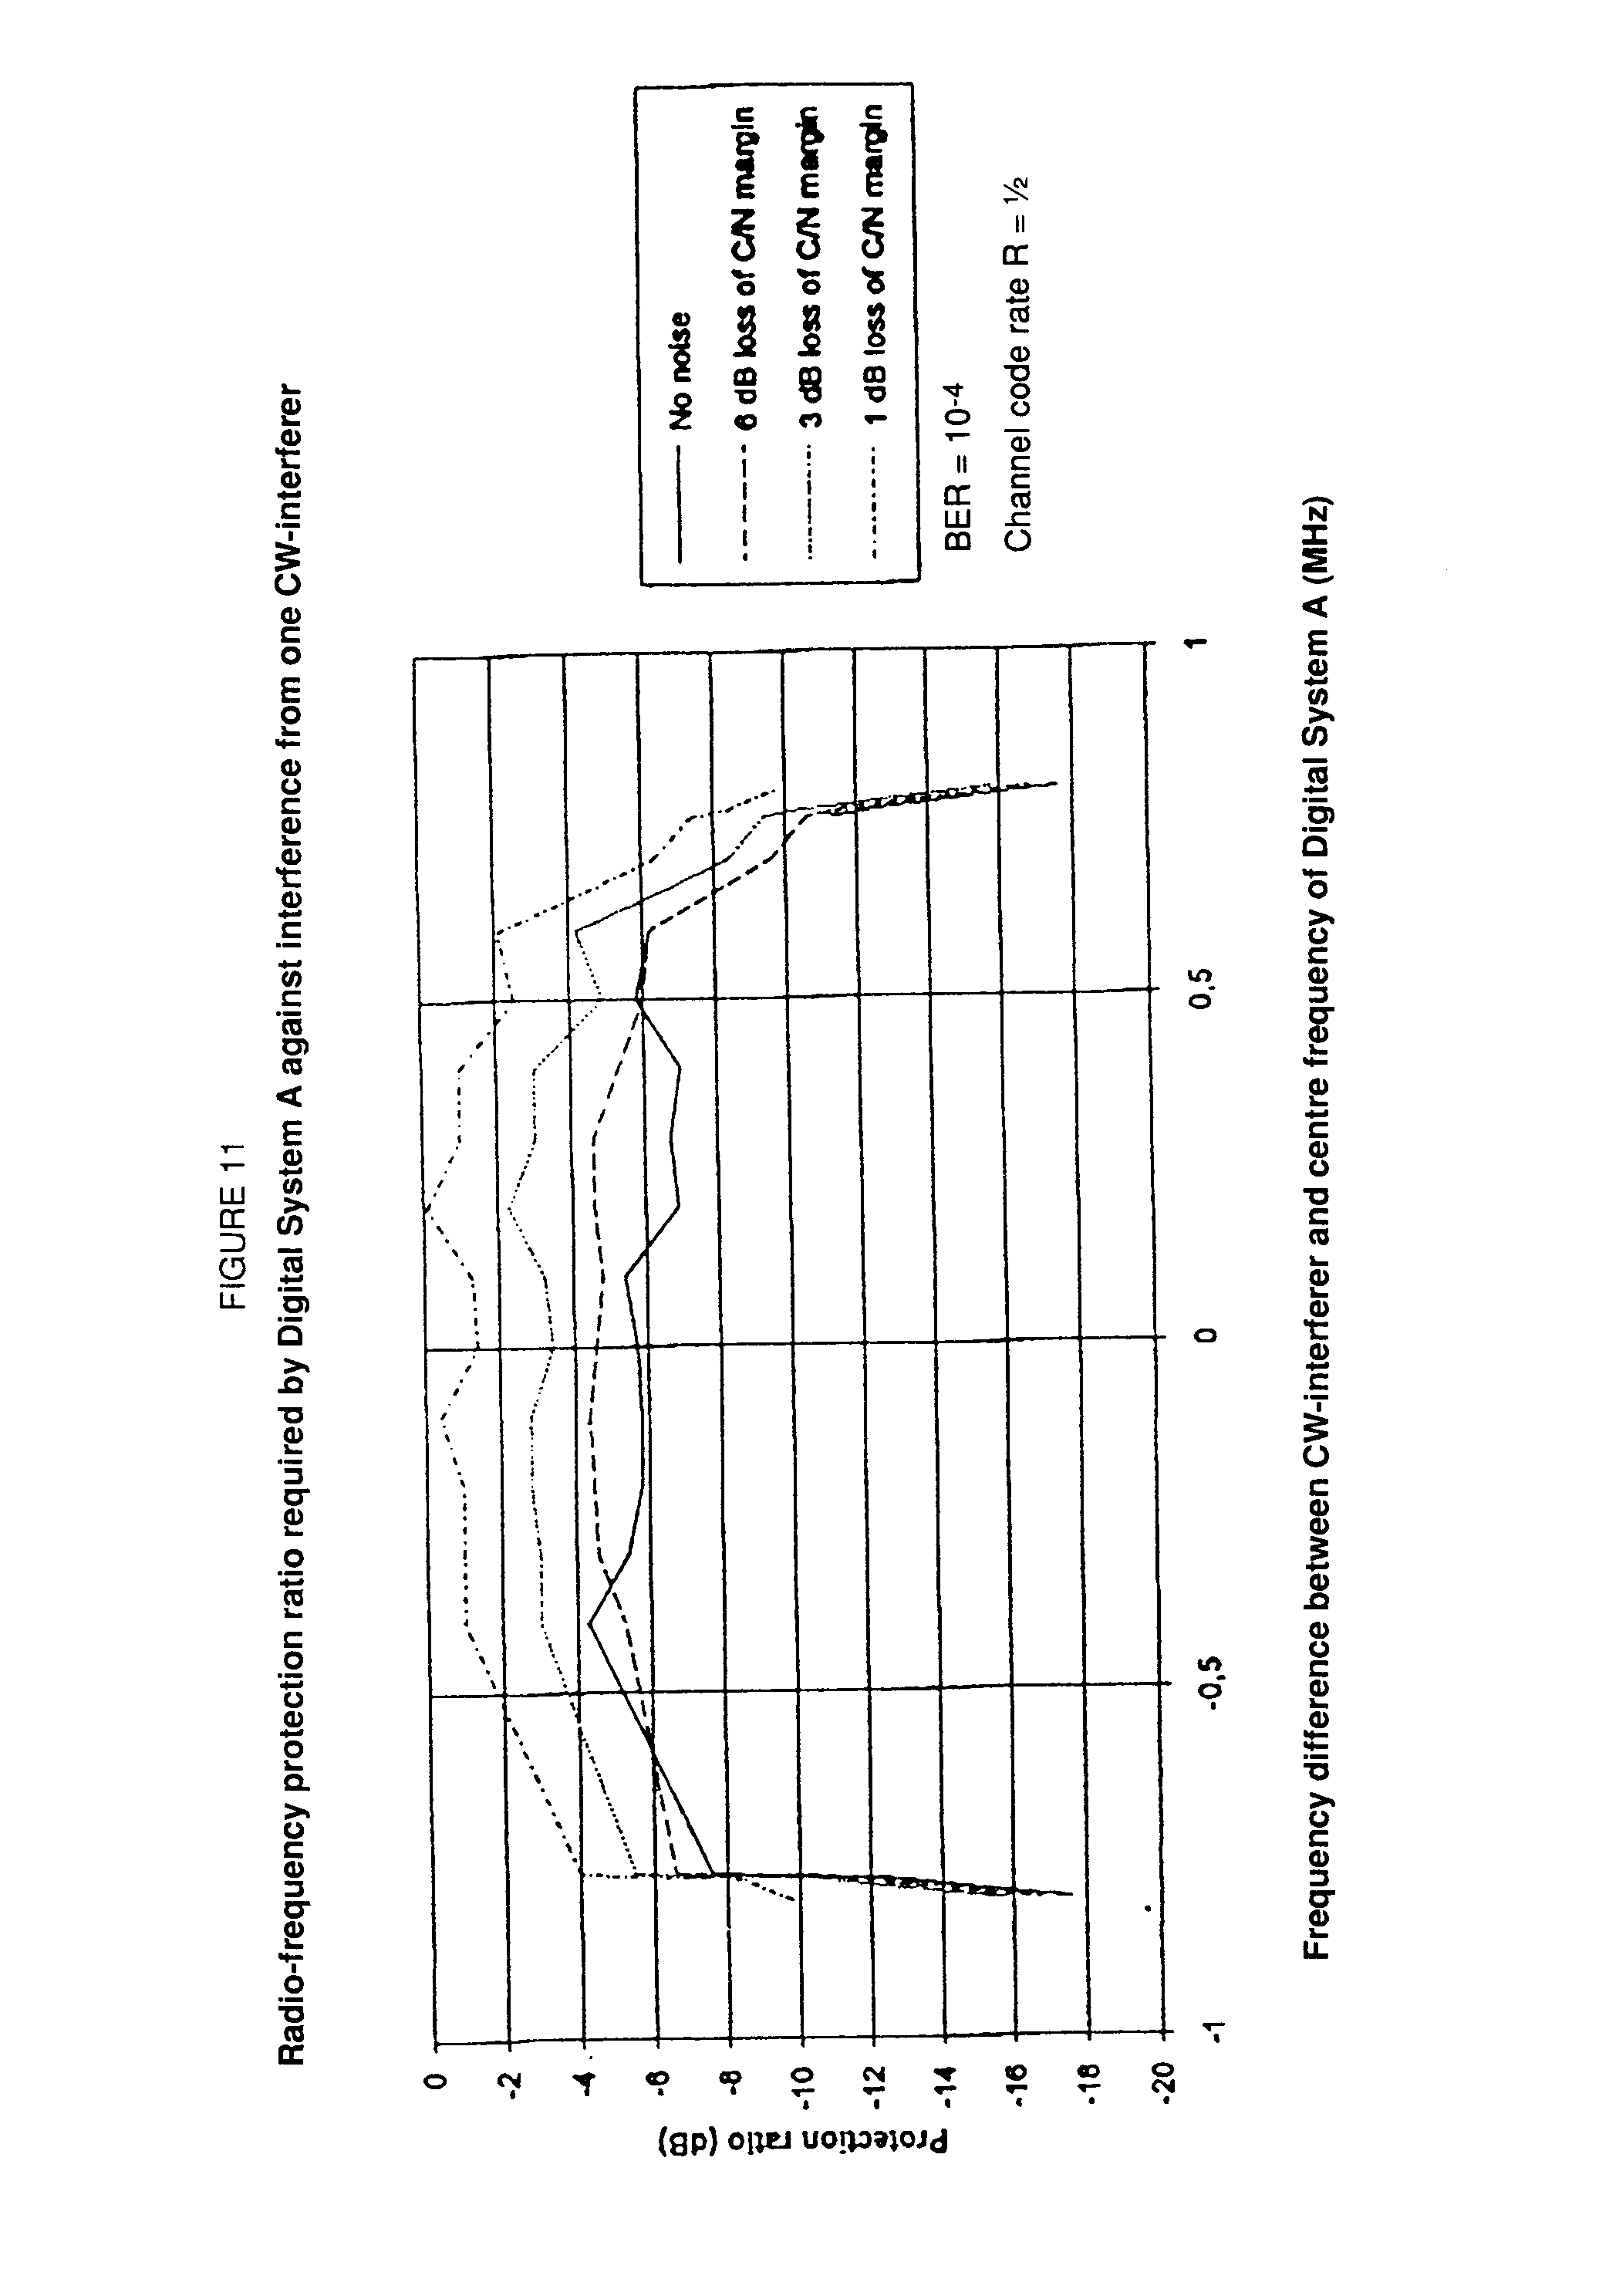 FIGURE 11
Radio-frequency protection ratio required by Digital System A against interference from one CW-interferer
Protection ratio (dB)
0
-2
-4
-6
-8
-10
-12
-14
-16
-18
-20
-1
-0,5
0
0,5
1
No noise
6 dB loss of C/N margin
3 dB loss of C/N margin
1 dB loss of C/N margin
BER = 10-4
Channel code rate R = ½
Frequency difference between CW-interferer and centre frequency of Digital System A (MHz)